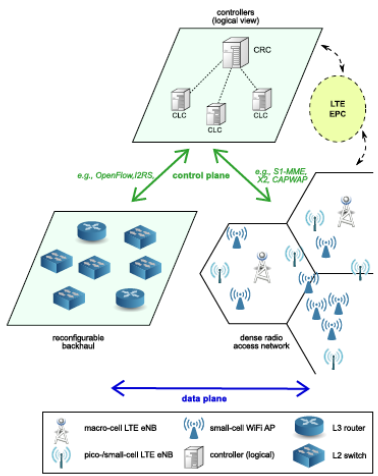 controllers
(logical view)
CRC
CLC
CLC
CLC
LTE
EPC
e.g., OpenFlow,I2RS,
control plane
e.g., S1-MME,
X2, CAPWAP
reconfigurable
backhaul
dense radio
access network
data plane
macro-cell LTE eNB
small-cell WiFi AP
L3 router
pico-/small-cell LTE eNB
controller (logical)
L2 switch